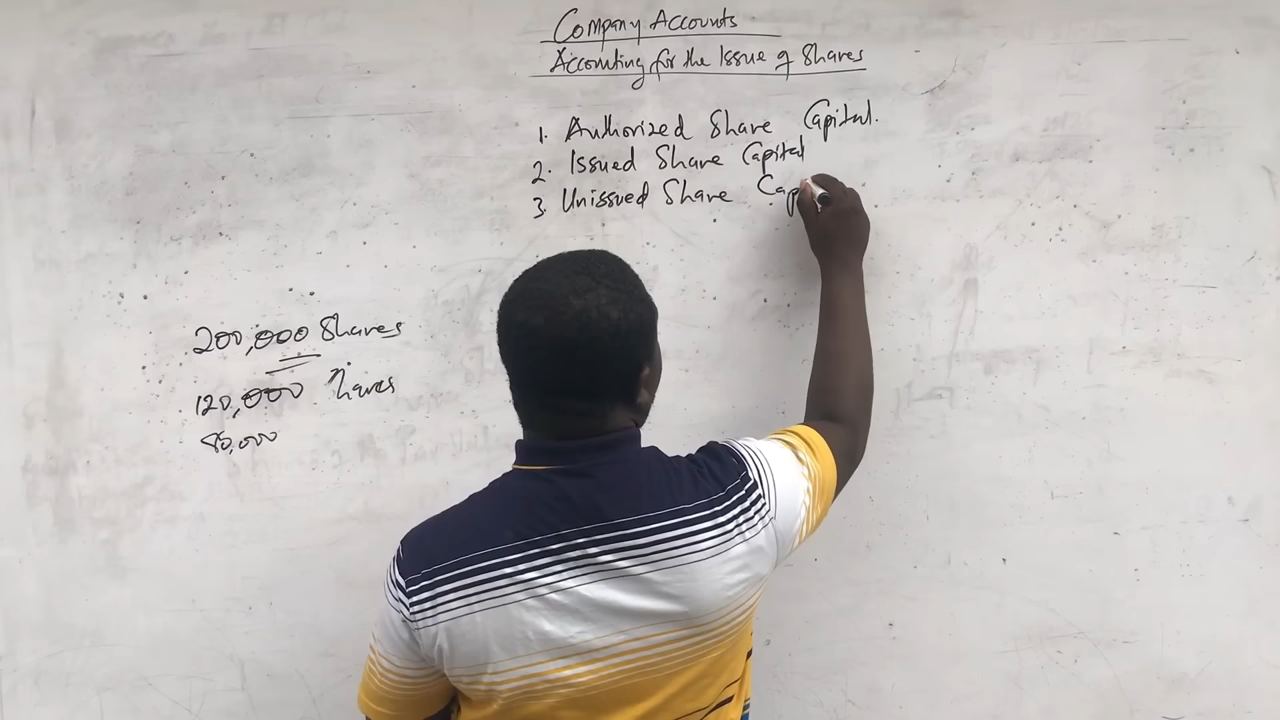 Company Accounts
Accounting for the Issue of Shares
1. Authorized Share Capital.
2. Issued Share Capital
3. Unissued Share Cap
200,000 Shares
120,000 Shares
80,000